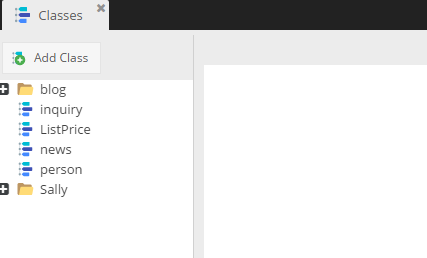 Classes
Add Class
blog
inquiry
ListPrice
news
person
Sally